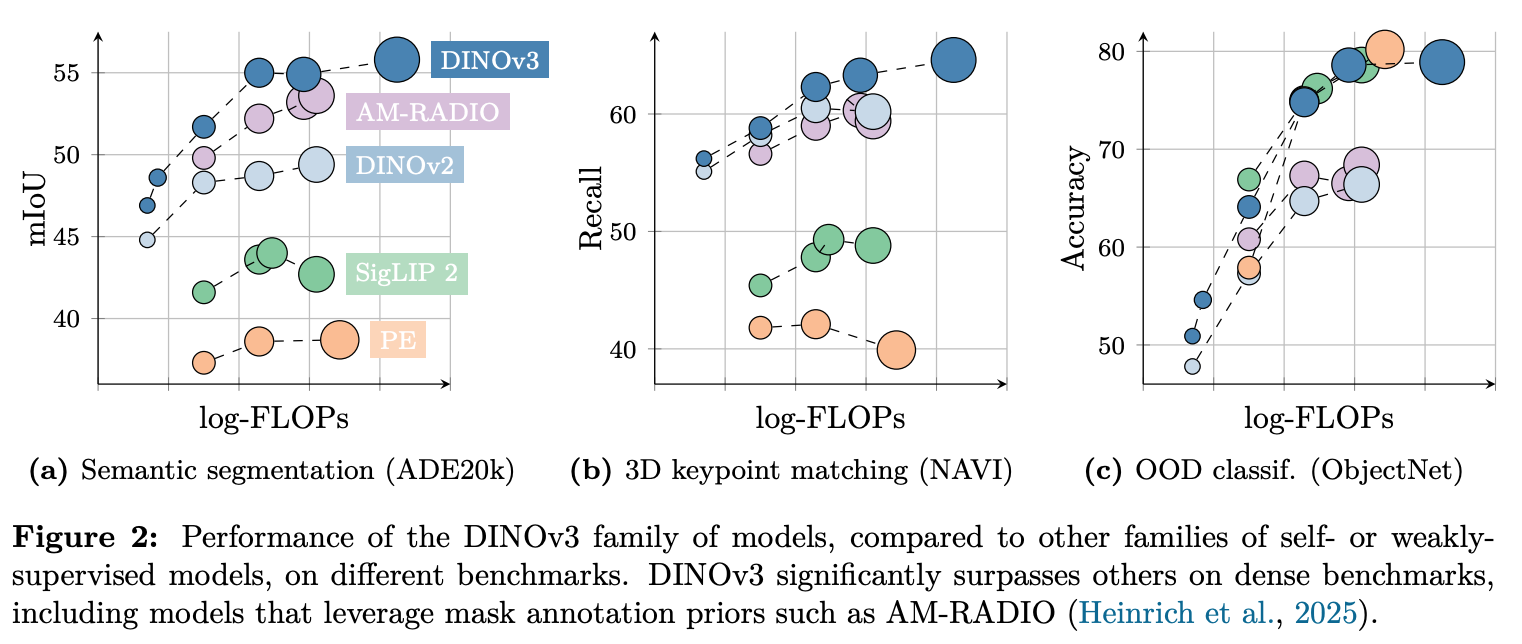 55
50
45
40
mIoU
log-FLOPs
DINOv3
AM-RADIO
DINOv2
SigLIP 2
PE
(a) Semantic segmentation (ADE20k)
60
50
40
Recall
log-FLOPs
(b) 3D keypoint matching (NAVI)
80
70
60
50
Accuracy
log-FLOPs
(c) OOD classif. (ObjectNet)
Figure 2: Performance of the DINOv3 family of models, compared to other families of self- or weakly-
supervised models, on different benchmarks. DINOv3 significantly surpasses others on dense benchmarks,
including models that leverage mask annotation priors such as AM-RADIO (Heinrich et al., 2025).